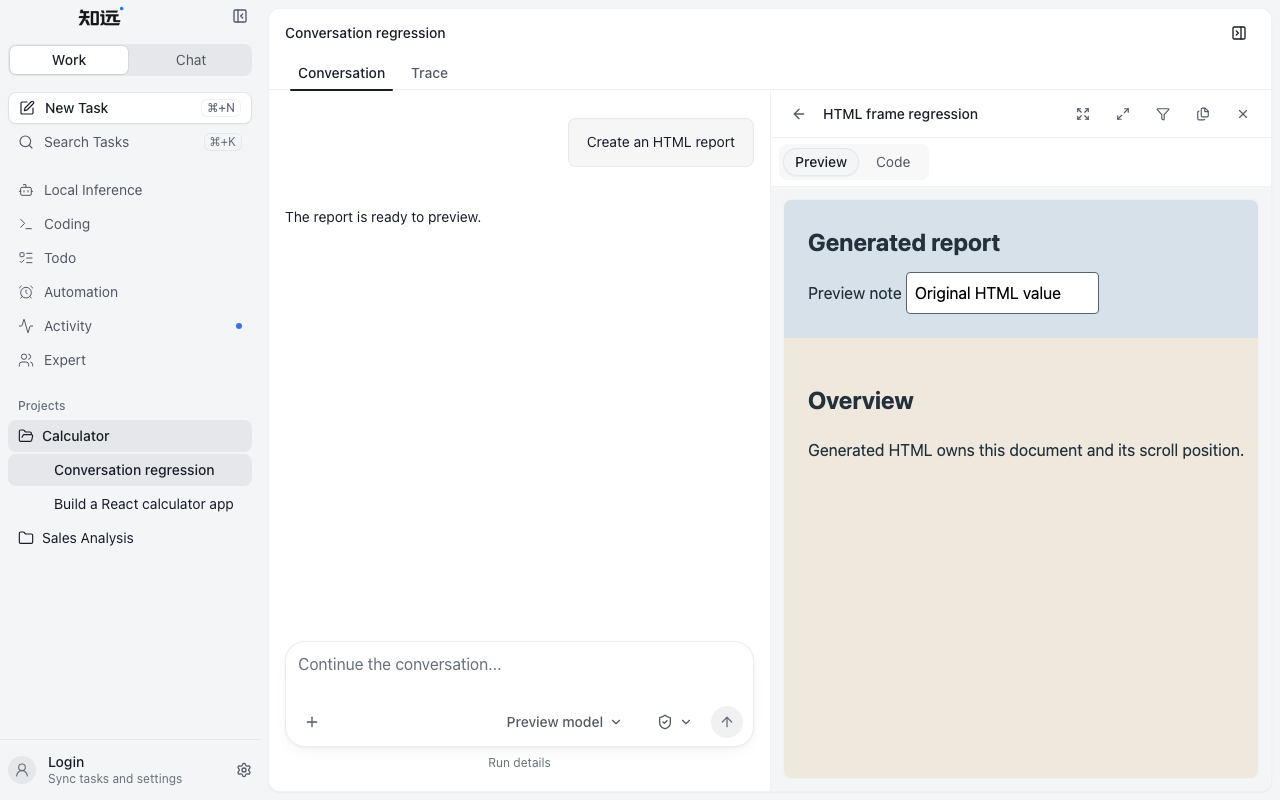 知远
Work
Chat
New Task
⌘+N
Search Tasks
⌘+K
Local Inference
Coding
Todo
Automation
Activity
Expert
Projects
Calculator
Conversation regression
Build a React calculator app
Sales Analysis
Login
Sync tasks and settings
Conversation regression
Conversation
Trace
Create an HTML report
The report is ready to preview.
Continue the conversation...
Preview model
Run details
HTML frame regression
Preview
Code
Generated report
Preview note
Original HTML value
Overview
Generated HTML owns this document and its scroll position.